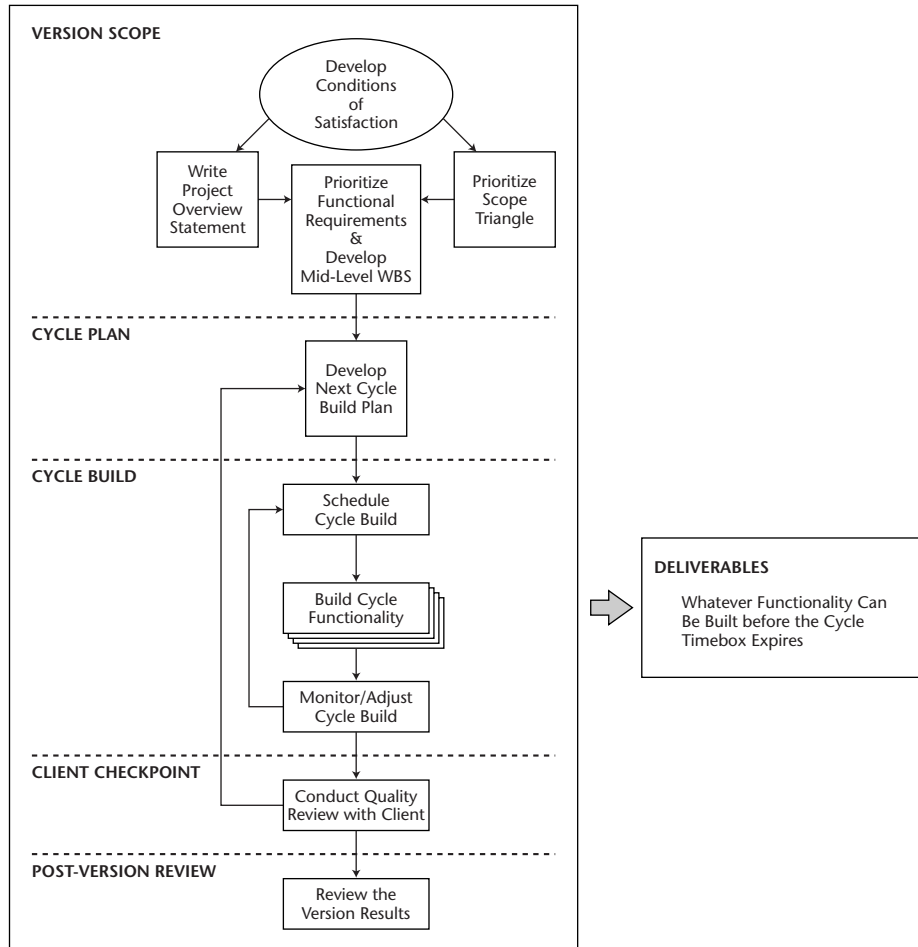 VERSION SCOPE
Develop
Conditions
of
Satisfaction
Write
Project
Overview
Statement
Prioritize
Functional
Requirements
&
Develop
Mid-Level WBS
Prioritize
Scope
Triangle
CYCLE PLAN
Develop
Next Cycle
Build Plan
CYCLE BUILD
Schedule
Cycle Build
Build Cycle
Functionality
Monitor/Adjust
Cycle Build
DELIVERABLES
Whatever Functionality Can
Be Built before the Cycle
Timebox Expires
CLIENT CHECKPOINT
Conduct Quality
Review with Client
POST-VERSION REVIEW
Review the
Version Results